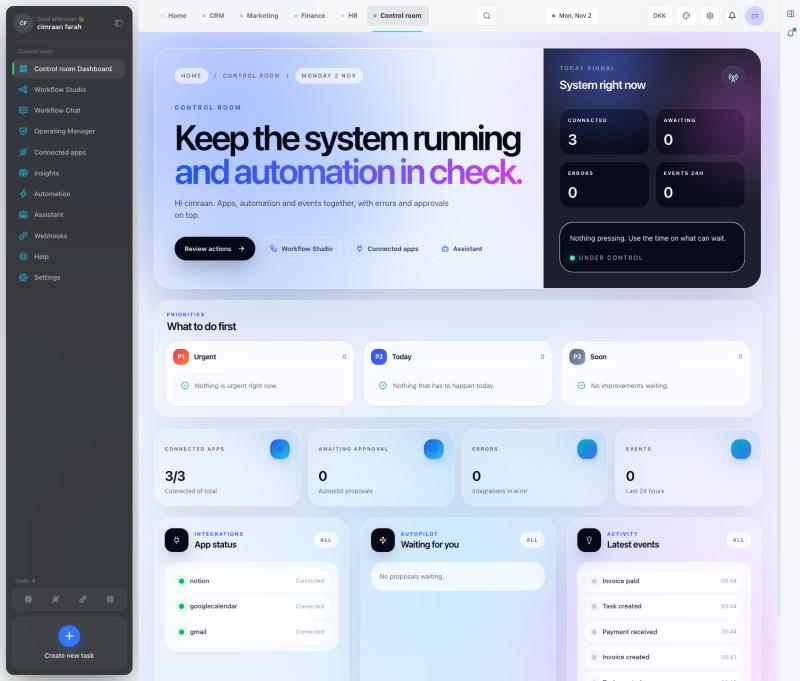 CF
Good afternoon 👋
cimraan farah
Control room
Control room Dashboard
Workflow Studio
Workflow Chat
Operating Manager
Connected apps
Insights
Automation
Assistant
Webhooks
Help
Settings
Tools: 4
Create new task
Home
CRM
Marketing
Finance
HR
Control room
Mon, Nov 2
DKK
CF
HOME / CONTROL ROOM / MONDAY 2 NOV
CONTROL ROOM
Keep the system running
and automation in check.
Hi cimraan. Apps, automation and events together, with errors and approvals
on top.
Review actions
Workflow Studio
Connected apps
Assistant
TODAY SIGNAL
System right now
CONNECTED
3
AWAITING
0
ERRORS
0
EVENTS 24H
0
Nothing pressing. Use the time on what can wait.
UNDER CONTROL
PRIORITIES
What to do first
P1 Urgent 0
Nothing is urgent right now.
P2 Today 0
Nothing that has to happen today.
P3 Soon 0
No improvements waiting.
CONNECTED APPS
3/3
Connected of total
AWAITING APPROVAL
0
Autopilot proposals
ERRORS
0
Integrations in error
EVENTS
0
Last 24 hours
INTEGRATIONS
App status
ALL
notion Connected
googlecalendar Connected
gmail Connected
AUTOPILOT
Waiting for you
ALL
No proposals waiting.
ACTIVITY
Latest events
ALL
Invoice paid 00:44
Task created 00:44
Payment received 00:44
Invoice created 00:43